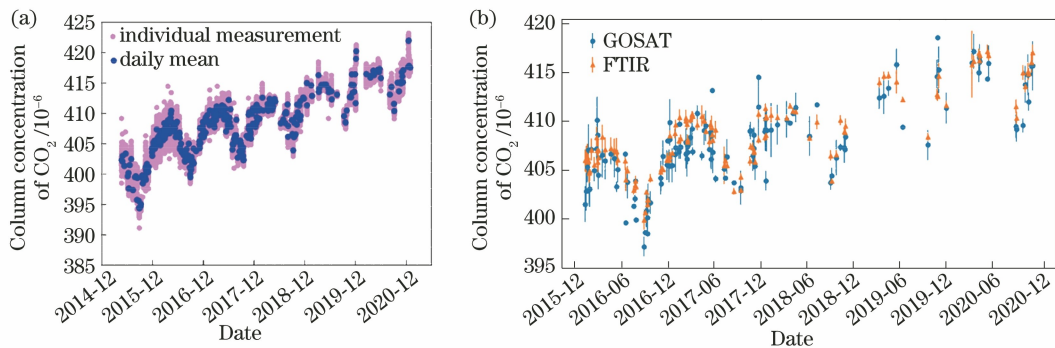 (a)
Column concentration
of CO2 /10−6
425
420
415
410
405
400
395
390
385
individual measurement
daily mean
2014-12
2015-12
2016-12
2017-12
2018-12
2019-12
2020-12
Date
(b)
Column concentration
of CO2 /10−6
420
415
410
405
400
395
GOSAT
FTIR
2015-12
2016-06
2016-12
2017-06
2017-12
2018-06
2018-12
2019-06
2019-12
2020-06
2020-12
Date